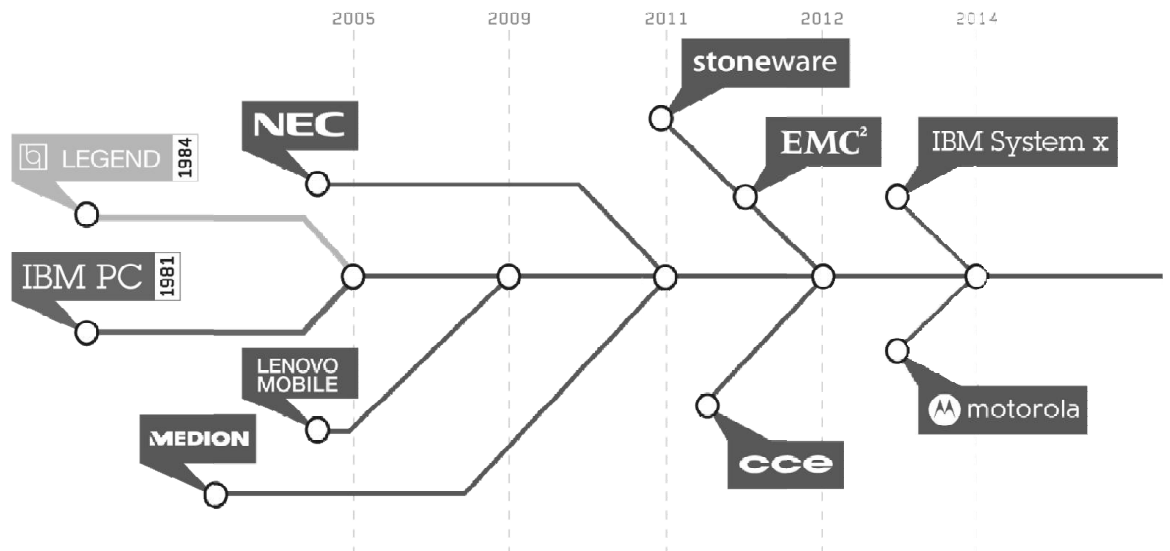 2005
2009
2011
2012
2014
stoneware
NEC
EMC²
IBM System x
LEGEND
1984
IBM PC
1981
LENOVO
MOBILE
motorola
MEDION
cce